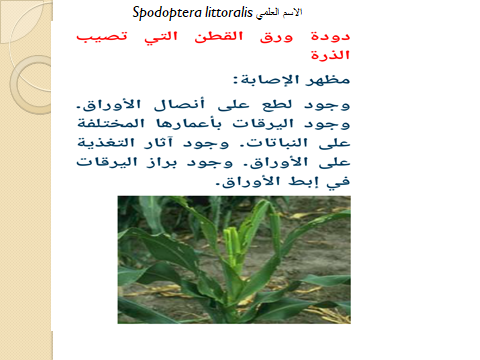 الاسم العلمي Spodoptera littoralis
دودة ورق القطن التي تصيب
الذرة
مظهر الإصابة:
وجود لطع على أنصال الأوراق.
وجود اليرقات بأعمارها المختلفة
على النباتات. وجود آثار التغذية
على الأوراق. وجود براز اليرقات
في إبط الأوراق.